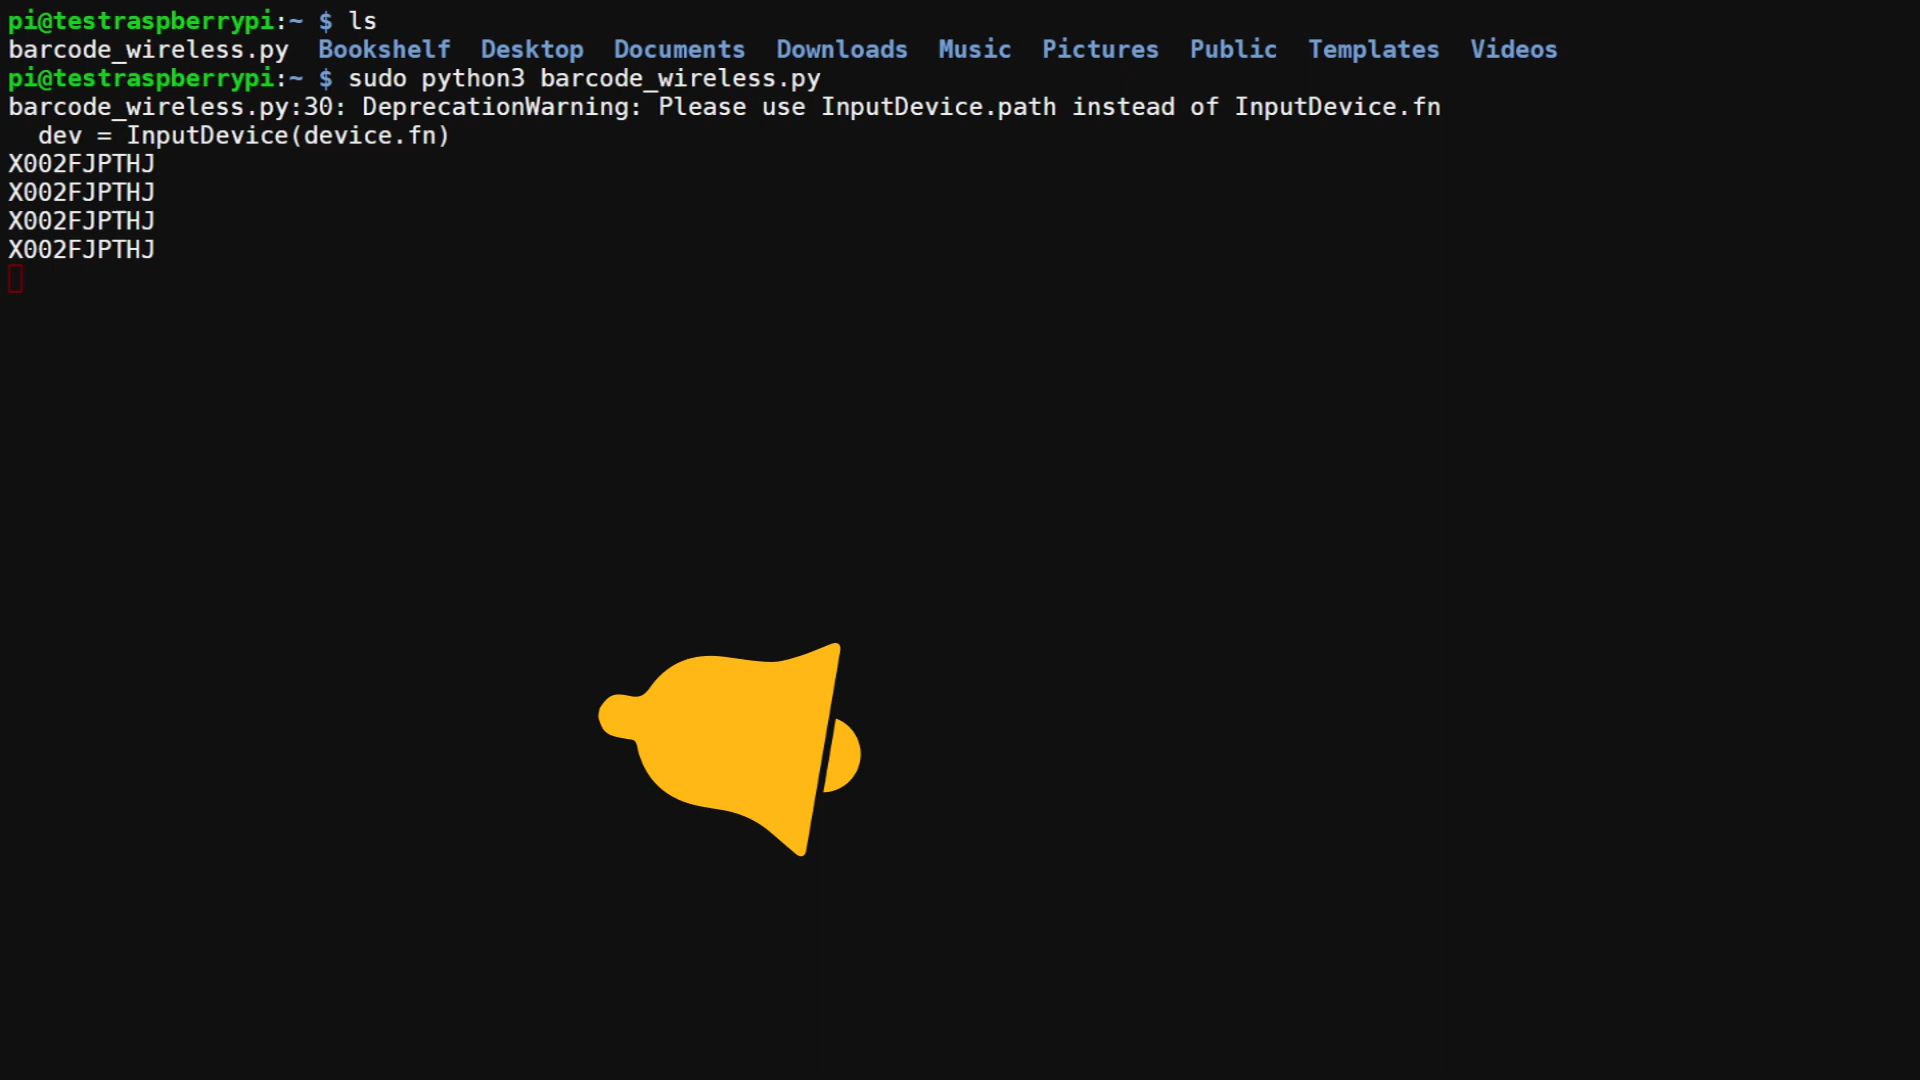 pi@testraspberrypi:~ $ ls
barcode_wireless.py  Bookshelf  Desktop  Documents  Downloads  Music  Pictures  Public  Templates  Videos
pi@testraspberrypi:~ $ sudo python3 barcode_wireless.py
barcode_wireless.py:30: DeprecationWarning: Please use InputDevice.path instead of InputDevice.fn
  dev = InputDevice(device.fn)
X002FJPTHJ
X002FJPTHJ
X002FJPTHJ
X002FJPTHJ